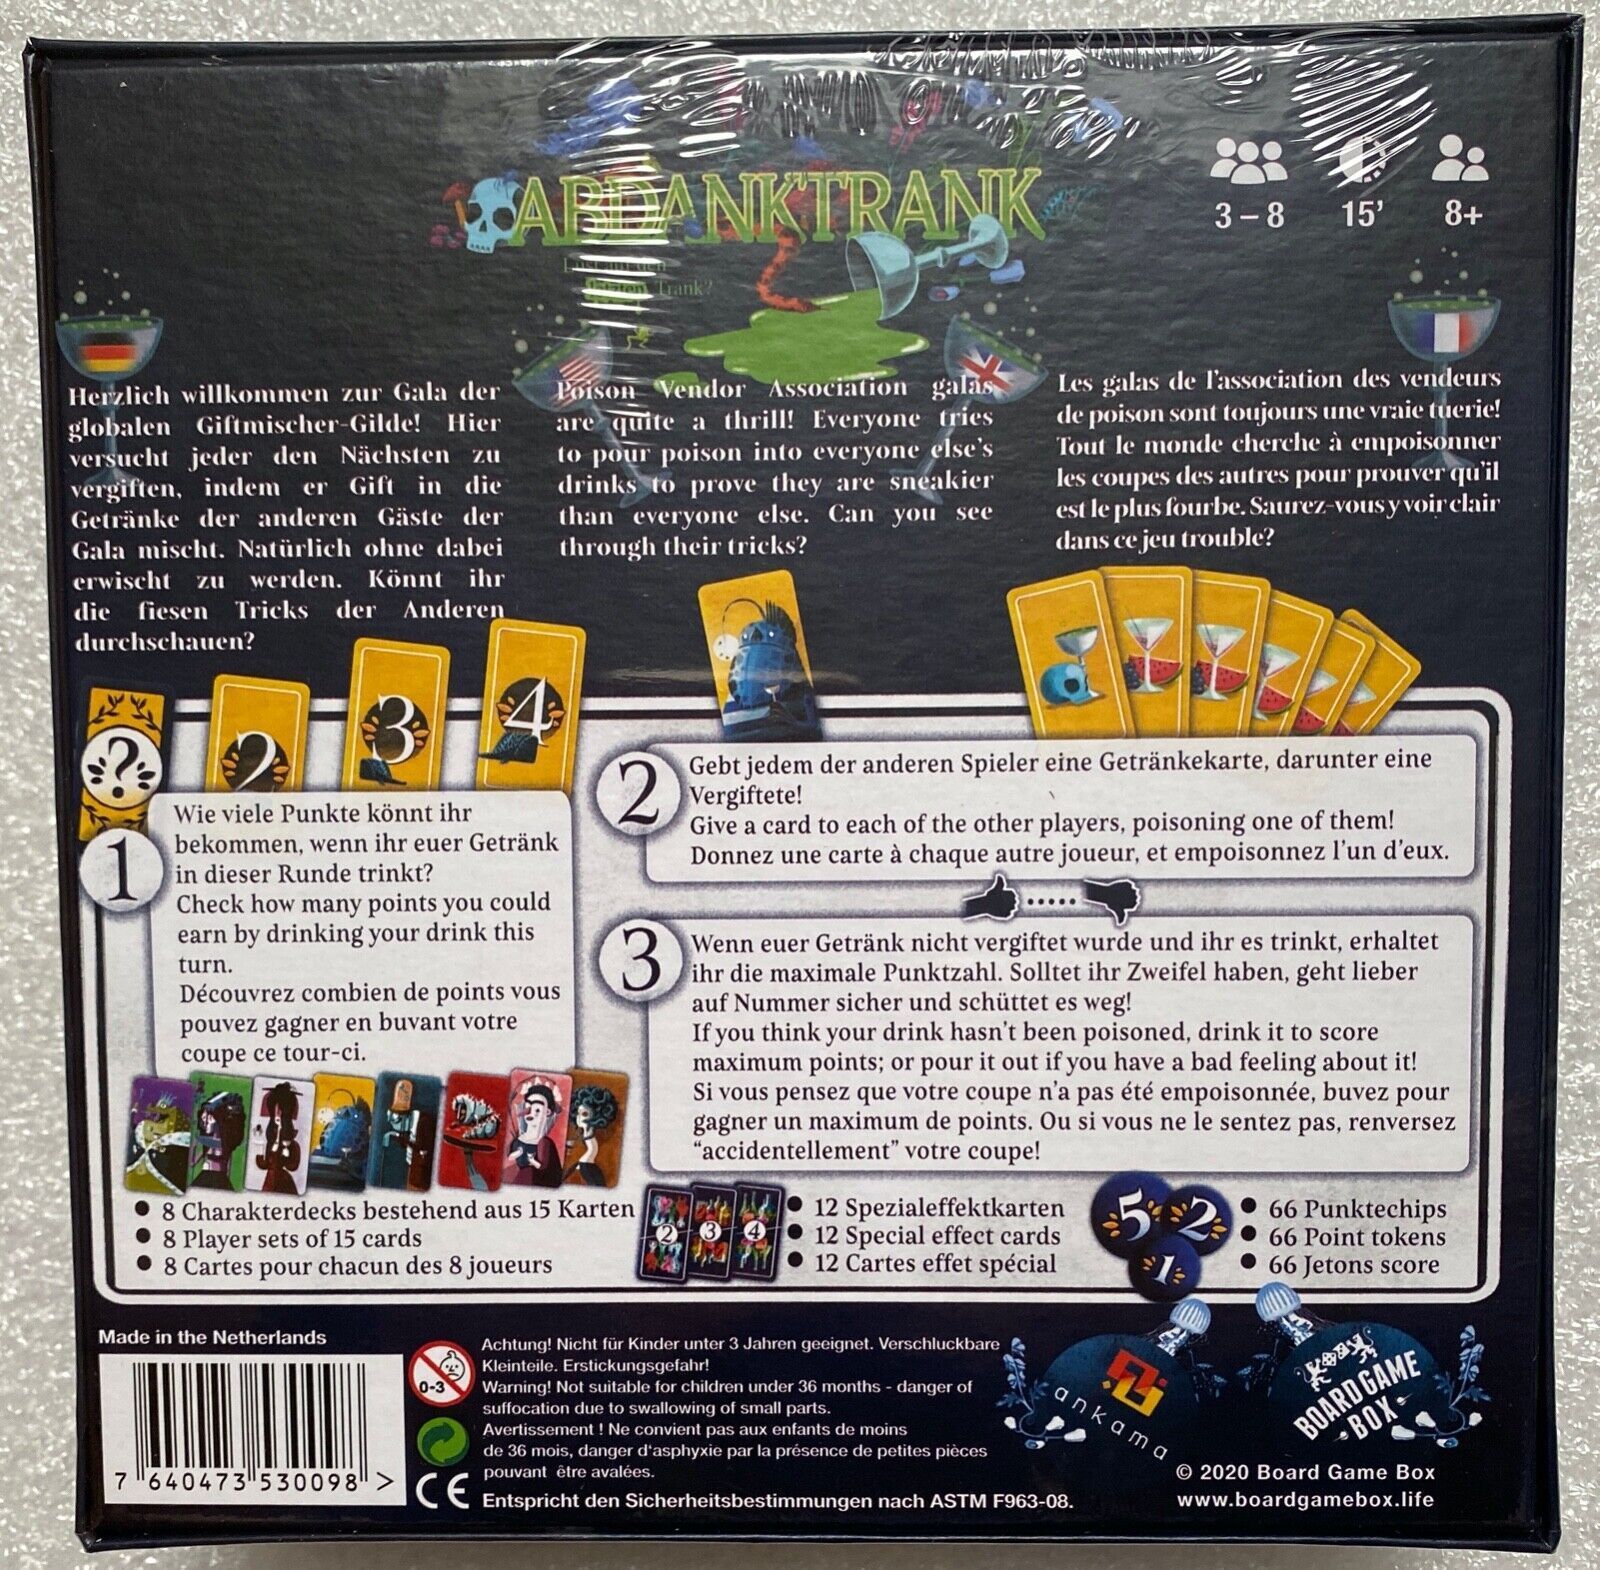 ABDANKTRANK
Trank?
3 – 8
15'
8+
Herzlich willkommen zur Gala der
globalen Giftmischer-Gilde! Hier
versucht jeder den Nächsten zu
vergiften, indem er Gift in die
Getränke der anderen Gäste der
Gala mischt. Natürlich ohne dabei
erwischt zu werden. Könnt ihr
die fiesen Tricks der Anderen
durchschauen?
Poison Vendor Association galas
are quite a thrill! Everyone tries
to pour poison into everyone else's
drinks to prove they are sneakier
than everyone else. Can you see
through their tricks?
Les galas de l'association des vendeurs
de poison sont toujours une vraie tuerie!
Tout le monde cherche à empoisonner
les coupes des autres pour prouver qu'il
est le plus fourbe. Saurez-vous y voir clair
dans ce jeu trouble?
?
2
3
4
1
Wie viele Punkte könnt ihr
bekommen, wenn ihr euer Getränk
in dieser Runde trinkt?
Check how many points you could
earn by drinking your drink this
turn.
Découvrez combien de points vous
pouvez gagner en buvant votre
coupe ce tour-ci.
2
Gebt jedem der anderen Spieler eine Getränkekarte, darunter eine
Vergiftete!
Give a card to each of the other players, poisoning one of them!
Donnez une carte à chaque autre joueur, et empoisonnez l'un d'eux.
3
Wenn euer Getränk nicht vergiftet wurde und ihr es trinkt, erhaltet
ihr die maximale Punktzahl. Solltet ihr Zweifel haben, geht lieber
auf Nummer sicher und schüttet es weg!
If you think your drink hasn't been poisoned, drink it to score
maximum points; or pour it out if you have a bad feeling about it!
Si vous pensez que votre coupe n'a pas été empoisonnée, buvez pour
gagner un maximum de points. Ou si vous ne le sentez pas, renversez
"accidentellement" votre coupe!
• 8 Charakterdecks bestehend aus 15 Karten
• 8 Player sets of 15 cards
• 8 Cartes pour chacun des 8 joueurs
2
3
4
• 12 Spezialeffektkarten
• 12 Special effect cards
• 12 Cartes effet spécial
5
2
1
• 66 Punktechips
• 66 Point tokens
• 66 Jetons score
Made in the Netherlands
7 640473 530098 >
0-3
CE
Achtung! Nicht für Kinder unter 3 Jahren geeignet. Verschluckbare
Kleinteile. Erstickungsgefahr!
Warning! Not suitable for children under 36 months - danger of
suffocation due to swallowing of small parts.
Avertissement ! Ne convient pas aux enfants de moins
de 36 mois, danger d'asphyxie par la présence de petites pièces
pouvant être avalées.
Entspricht den Sicherheitsbestimmungen nach ASTM F963-08.
ankama
BOARD GAME
BOX
© 2020 Board Game Box
www.boardgamebox.life